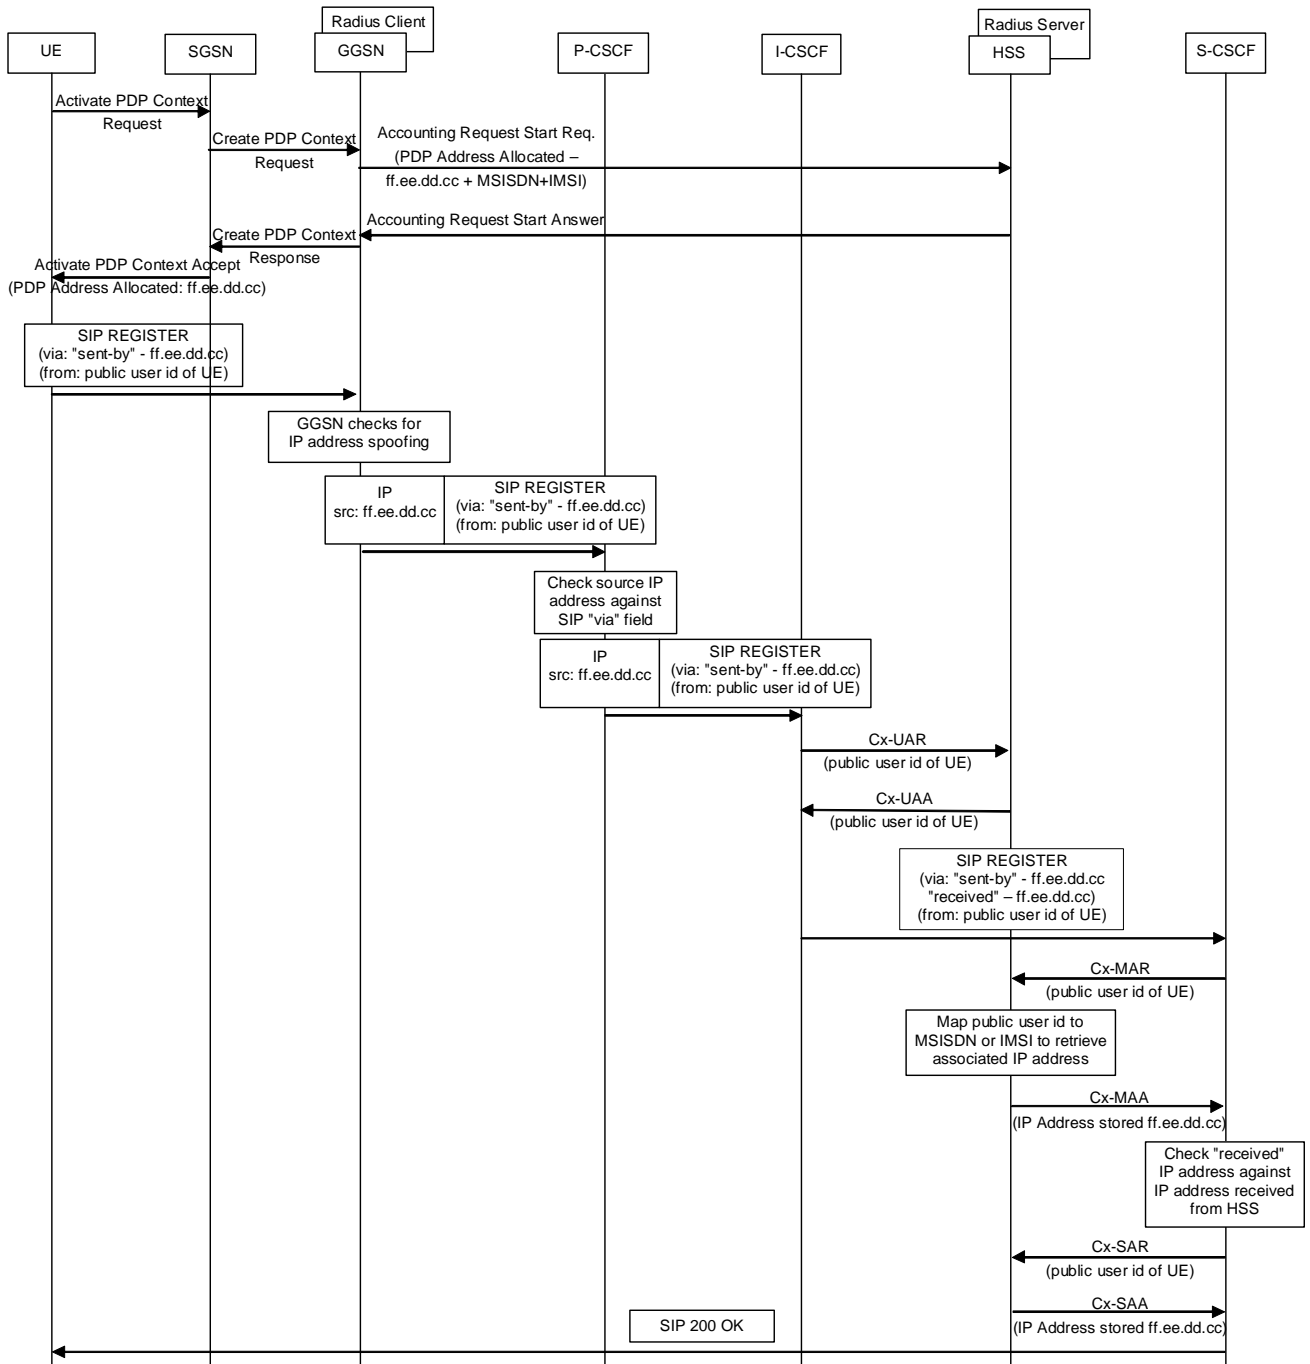 Radius Client
Radius Server
UE
SGSN
GGSN
P-CSCF
I-CSCF
HSS
S-CSCF
Activate PDP Context
Request
Create PDP Context
Request
Accounting Request Start Req.
(PDP Address Allocated –
ff.ee.dd.cc + MSISDN+IMSI)
Accounting Request Start Answer
Create PDP Context
Response
Activate PDP Context Accept
(PDP Address Allocated: ff.ee.dd.cc)
SIP REGISTER
(via: "sent-by" - ff.ee.dd.cc)
(from: public user id of UE)
GGSN checks for
IP address spoofing
IP
src: ff.ee.dd.cc
SIP REGISTER
(via: "sent-by" - ff.ee.dd.cc)
(from: public user id of UE)
Check source IP
address against
SIP "via" field
IP
src: ff.ee.dd.cc
SIP REGISTER
(via: "sent-by" - ff.ee.dd.cc)
(from: public user id of UE)
Cx-UAR
(public user id of UE)
Cx-UAA
(public user id of UE)
SIP REGISTER
(via: "sent-by" - ff.ee.dd.cc
"received" – ff.ee.dd.cc)
(from: public user id of UE)
Cx-MAR
(public user id of UE)
Map public user id to
MSISDN or IMSI to retrieve
associated IP address
Cx-MAA
(IP Address stored ff.ee.dd.cc)
Check "received"
IP address against
IP address received
from HSS
Cx-SAR
(public user id of UE)
Cx-SAA
(IP Address stored ff.ee.dd.cc)
SIP 200 OK